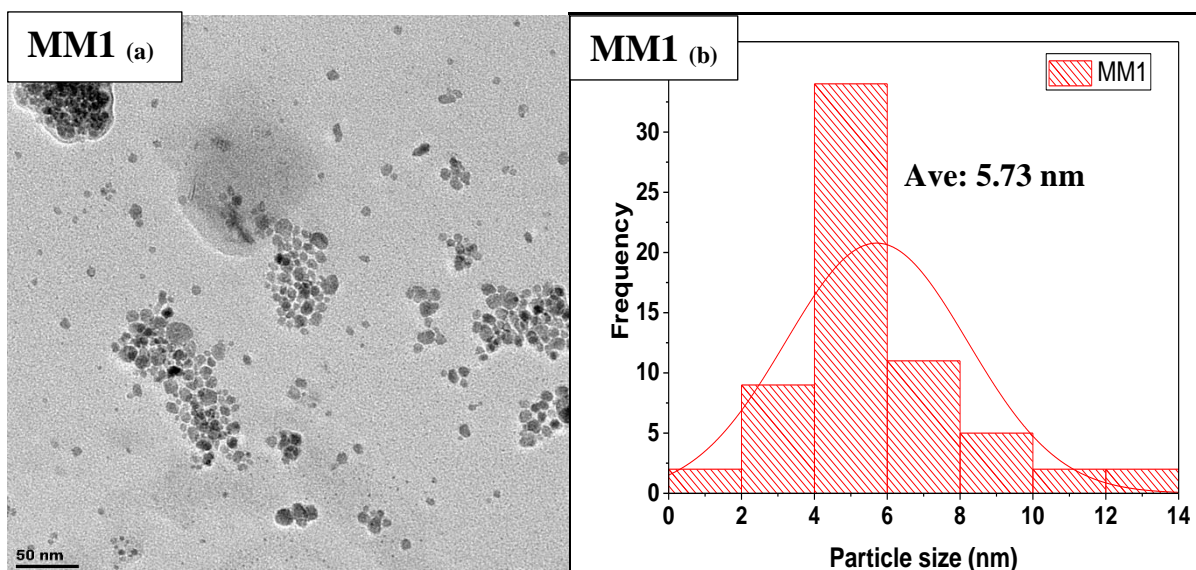 MM1 (a)
50 nm
MM1 (b)
MM1
Ave: 5.73 nm
Frequency
30
25
20
15
10
5
0
0 2 4 6 8 10 12 14
Particle size (nm)